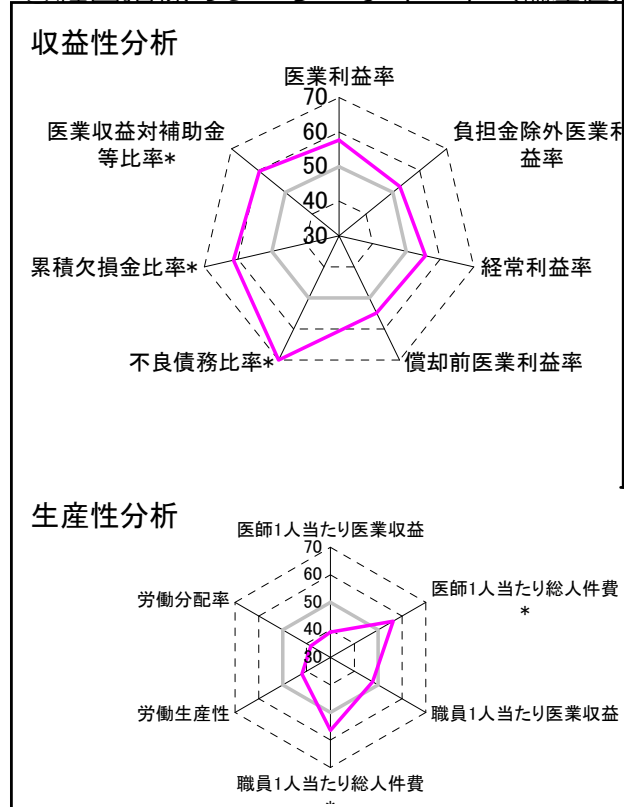 収益性分析
医業利益率
70
60
50
40
30
医業収益対補助金
等比率*
負担金除外医業利
益率
累積欠損金比率*
経常利益率
不良債務比率*
償却前医業利益率
生産性分析
医師1人当たり医業収益
70
60
50
40
30
労働分配率
医師1人当たり総人件費
*
労働生産性
職員1人当たり医業収益
職員1人当たり総人件費
*